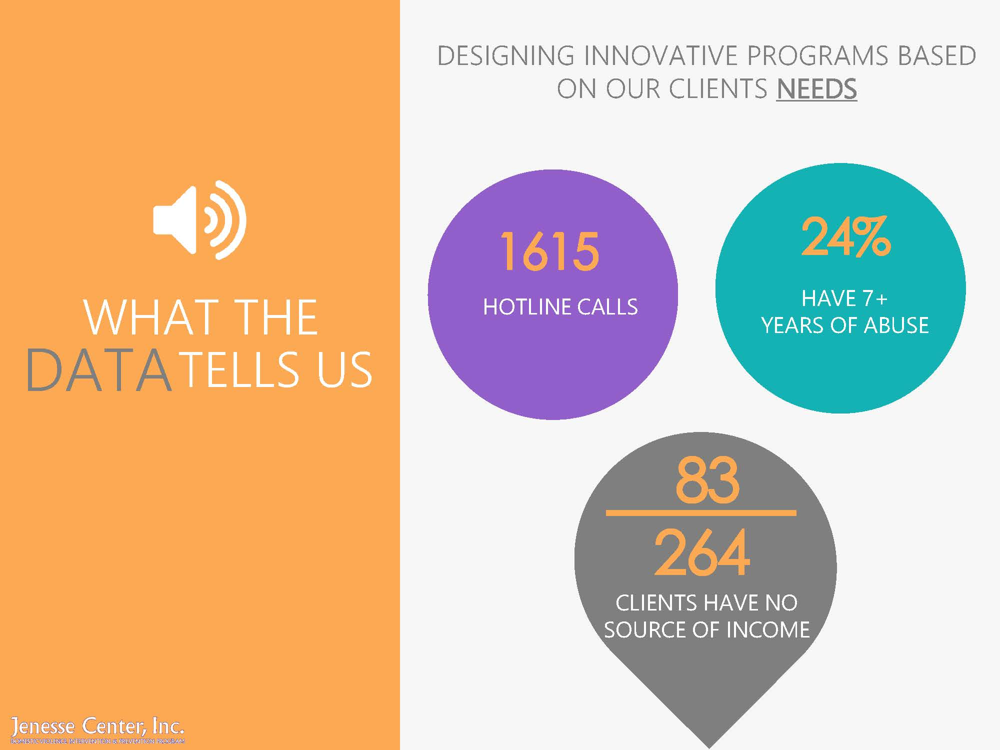 WHAT THE
DATA TELLS US
Jenesse Center, Inc.
DOMESTIC VIOLENCE INTERVENTION & PREVENTION PROGRAM
DESIGNING INNOVATIVE PROGRAMS BASED
ON OUR CLIENTS NEEDS
1615
HOTLINE CALLS
24%
HAVE 7+
YEARS OF ABUSE
83
264
CLIENTS HAVE NO
SOURCE OF INCOME